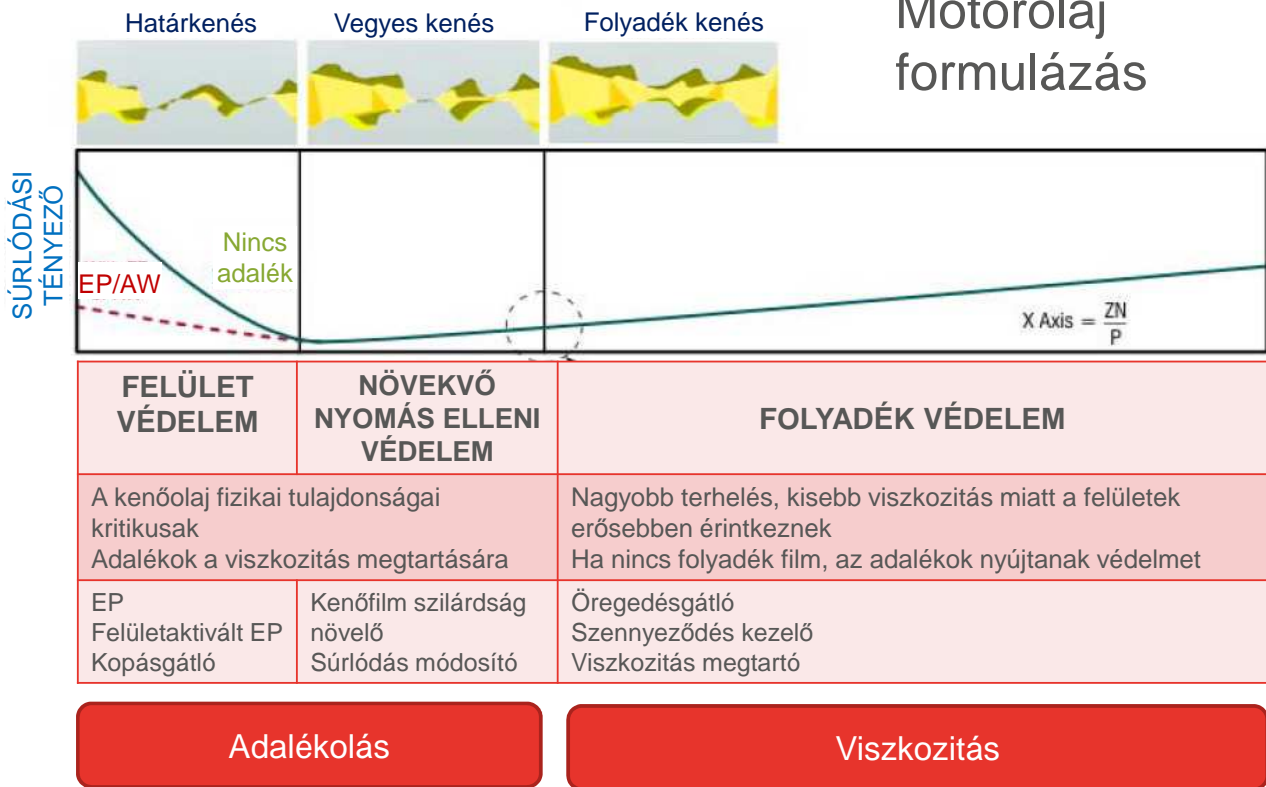 Motorolaj
formulázás
Határkenés
Vegyes kenés
Folyadék kenés
SÚRLÓDÁSI
TÉNYEZŐ
Nincs
adalék
EP/AW
X Axis = ZN
P
FELÜLET
VÉDELEM
NÖVEKVŐ
NYOMÁS ELLENI
VÉDELEM
FOLYADÉK VÉDELEM
A kenőolaj fizikai tulajdonságai
kritikusak
Adalékok a viszkozitás megtartására
Nagyobb terhelés, kisebb viszkozitás miatt a felületek
erősebben érintkeznek
Ha nincs folyadék film, az adalékok nyújtanak védelmet
EP
Felületaktivált EP
Kopásgátló
Kenőfilm szilárdság
növelő
Súrlódás módosító
Öregedésgátló
Szennyeződés kezelő
Viszkozitás megtartó
Adalékolás
Viszkozitás